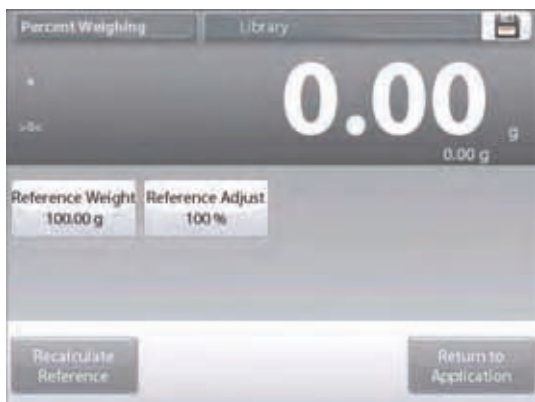 Percent Weighing
Library
*
>0<
0.00 g
0.00 g
Reference Weight
100.00 g
Reference Adjust
100 %
Recalculate
Reference
Return to
Application